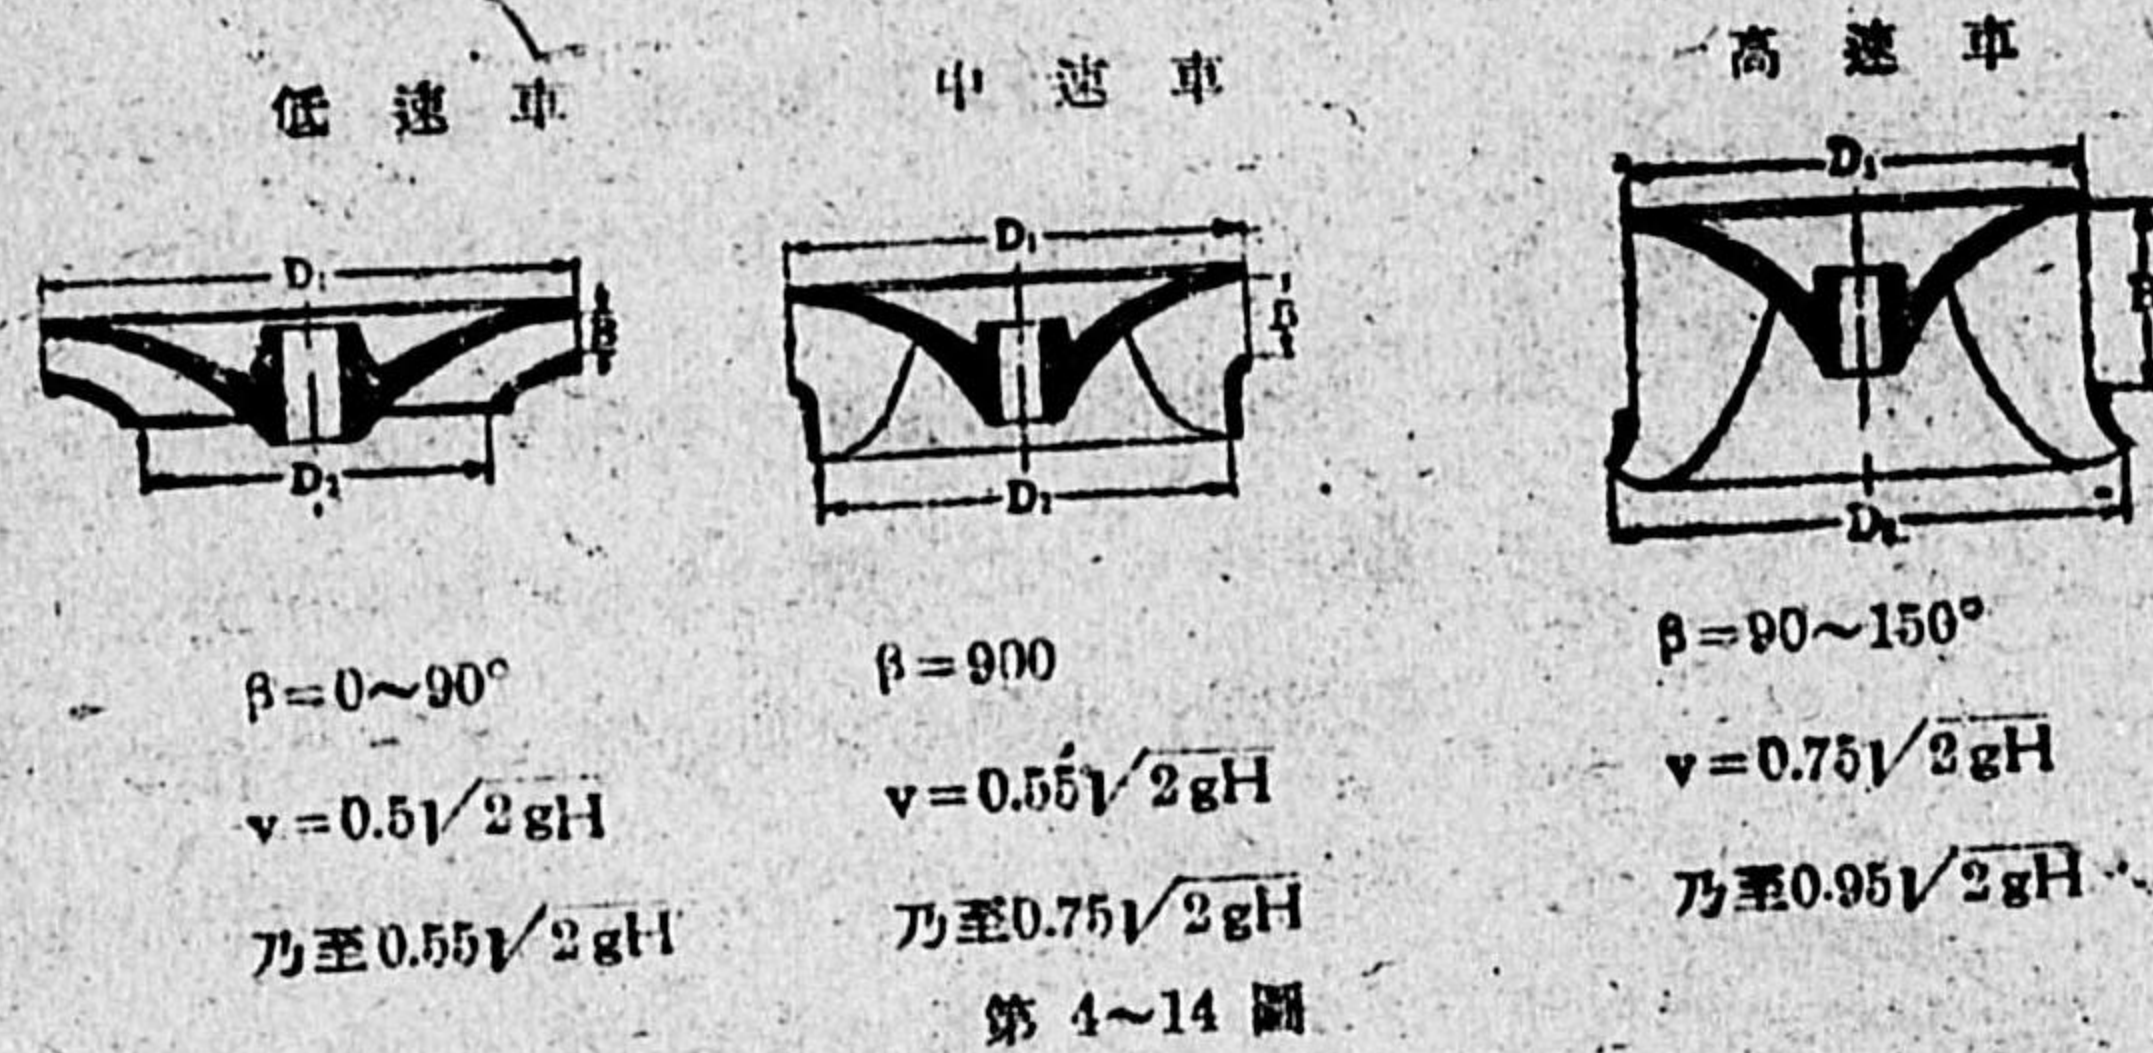 低速車
D₁
B
D₂
β=0~90°
v=0.5√2gH
乃至0.55√2gH
中速車
D₁
B
D₂
β=900
v=0.55√2gH
乃至0.75√2gH
高速車
D₁
B
D₂
β=90~150°
v=0.75√2gH
乃至0.95√2gH
第 4~14 圖